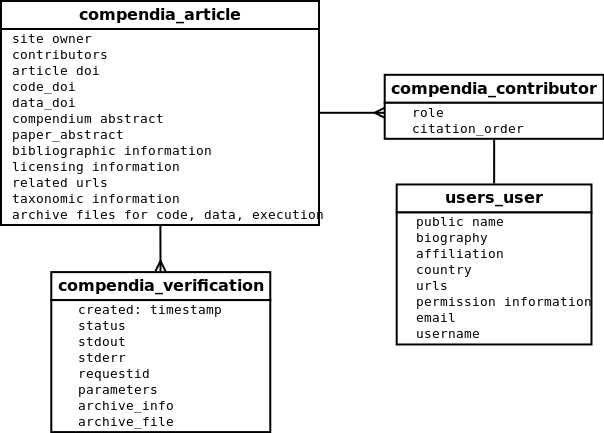 compendia_article
site owner
contributors
article doi
code_doi
data_doi
compendium abstract
paper_abstract
bibliographic information
licensing information
related urls
taxonomic information
archive files for code, data, execution
compendia_contributor
role
citation_order
users_user
public name
biography
affiliation
country
urls
permission information
email
username
compendia_verification
created: timestamp
status
stdout
stderr
requestid
parameters
archive_info
archive_file